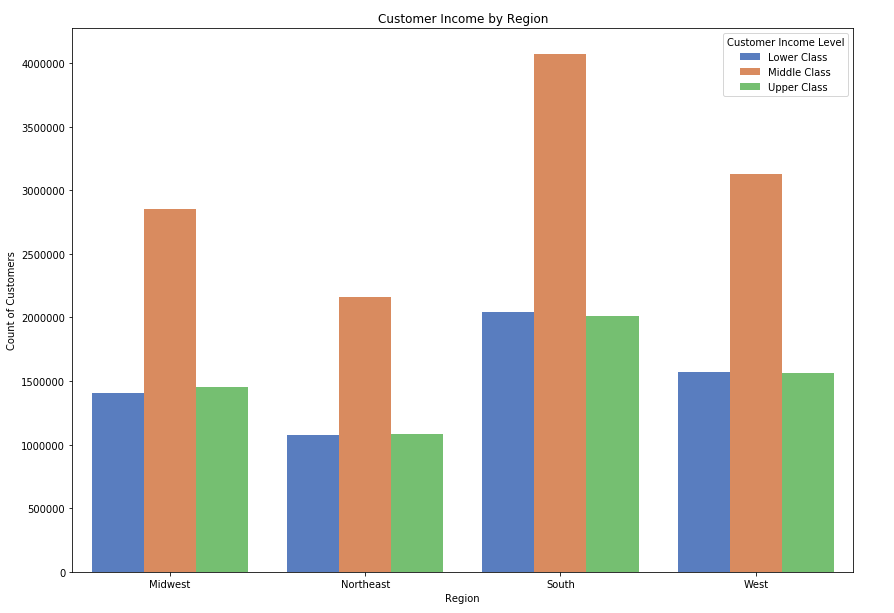 Customer Income by Region
Customer Income Level
Lower Class
Middle Class
Upper Class
Count of Customers
4000000
3500000
3000000
2500000
2000000
1500000
1000000
500000
0
Midwest Northeast South West
Region